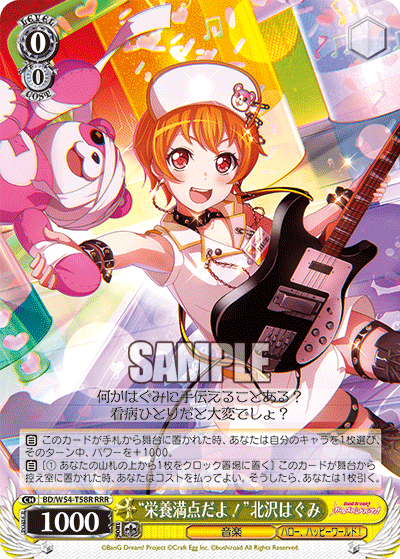 LEVEL
0
0
COST
SAMPLE
何がはぐみに手伝えることある？
看病ひとりだと大変でしょ？
自 このカードが手札から舞台に置かれた時、あなたは自分のキャラを1枚選び、
そのターン中、パワーを＋1000。
自 ［⑴ あなたの山札の上から1枚をクロック置場に置く］ このカードが舞台から
控え室に置かれた時、あなたはコストを払ってよい。そうしたら、
CH BD/W54-T58R RRR
1000
“栄養満点だよ！”北沢はぐみ
音楽
ハロー、ハッピーワールド！
BanG Dream!
©BanG Dream! Project ©Craft Egg Inc. ©bushiroad All Rights Reserved.